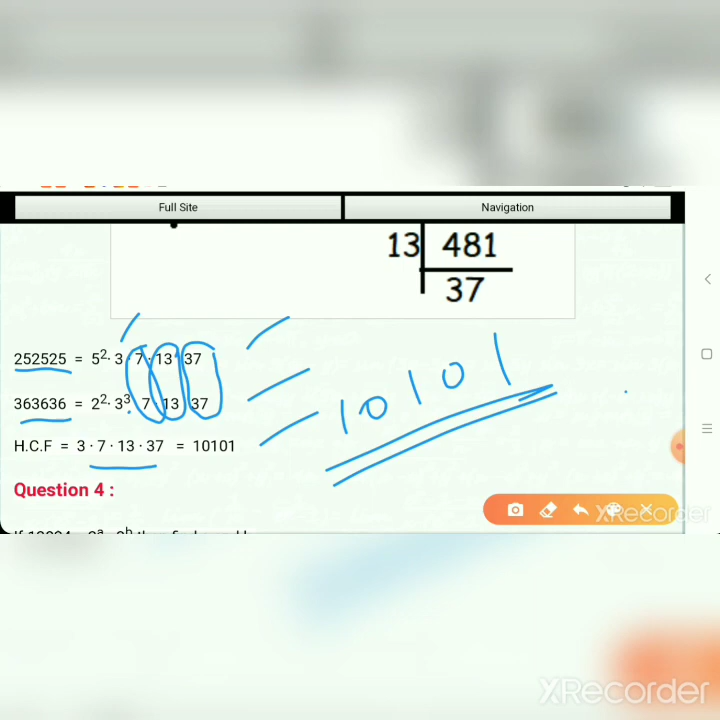 Full Site
Navigation
13 481
37
252525 = 5²· 3 · 7 · 13 · 37
363636 = 2²· 3³· 7 · 13 · 37
H.C.F = 3 · 7 · 13 · 37 = 10101
10101
Question 4 :
XRecorder
XRecorder